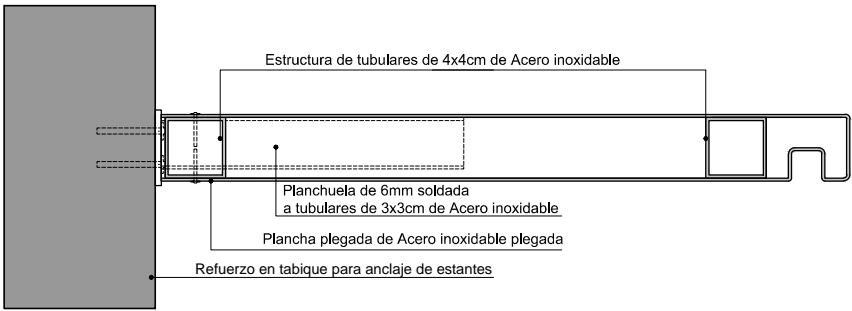 Estructura de tubulares de 4x4cm de Acero inoxidable
Planchuela de 6mm soldada
a tubulares de 3x3cm de Acero inoxidable
Plancha plegada de Acero inoxidable plegada
Refuerzo en tabique para anclaje de estantes